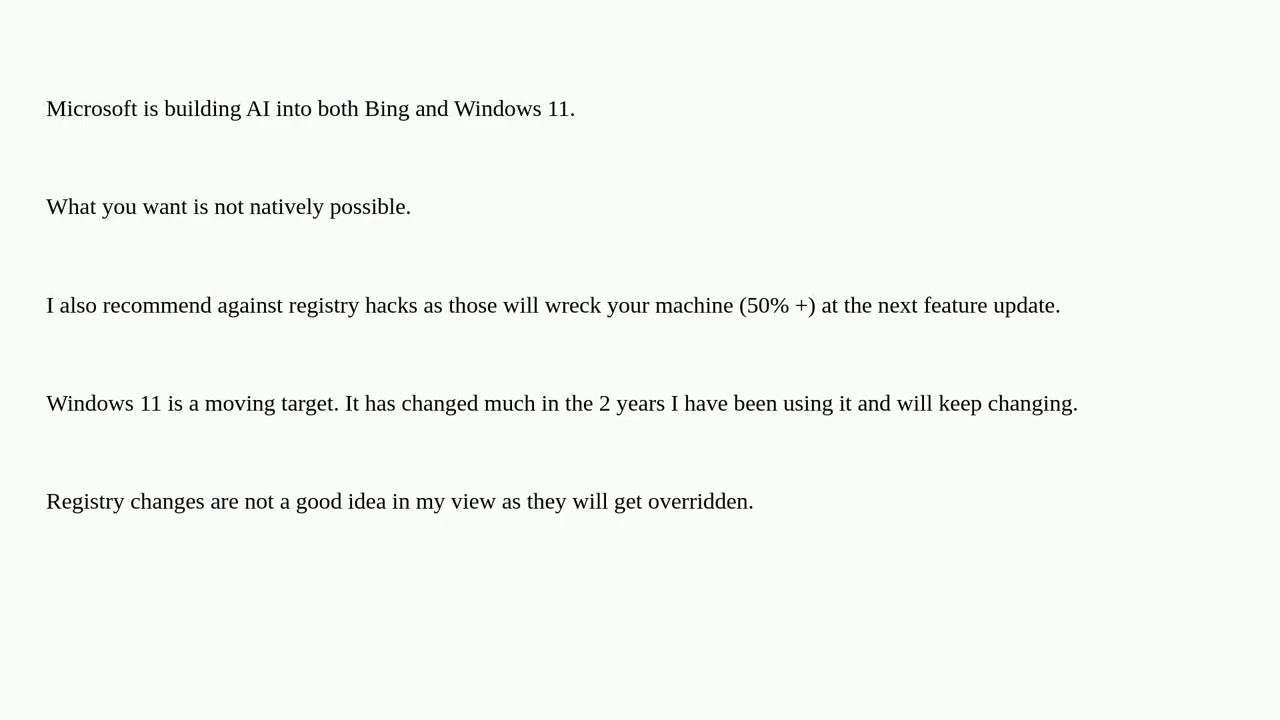 Microsoft is building AI into both Bing and Windows 11.
What you want is not natively possible.
I also recommend against registry hacks as those will wreck your machine (50% +) at the next feature update.
Windows 11 is a moving target. It has changed much in the 2 years I have been using it and will keep changing.
Registry changes are not a good idea in my view as they will get overridden.